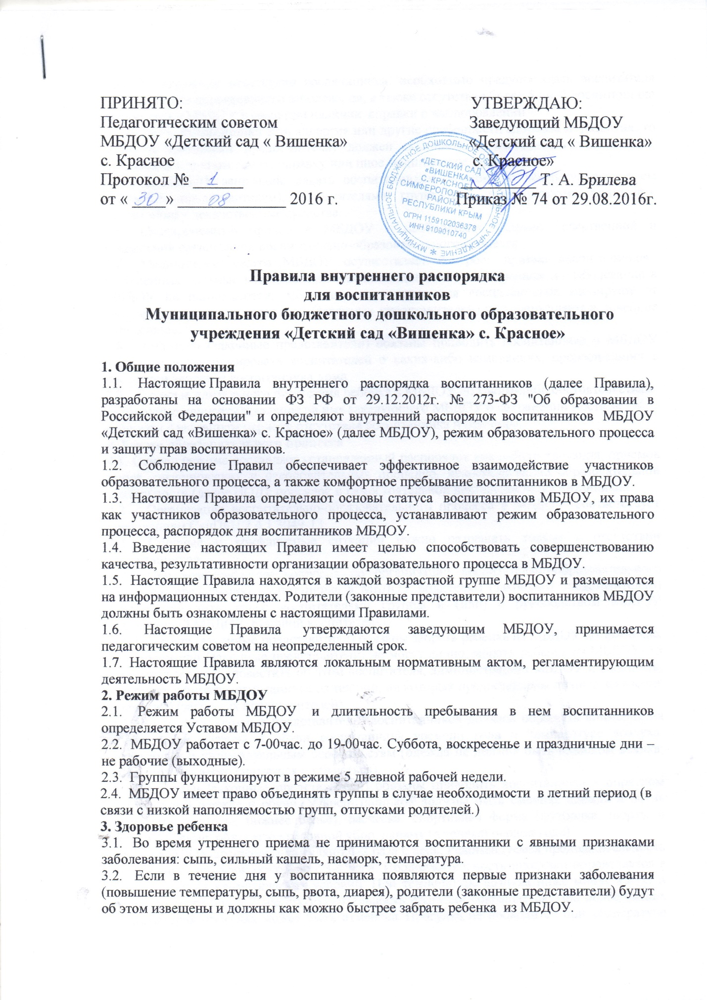 ПРИНЯТО:
Педагогическим советом
МБДОУ «Детский сад « Вишенка»
с. Красное
Протокол № 1
от « 30 » 08 2016 г.
УТВЕРЖДАЮ:
Заведующий МБДОУ
«Детский сад « Вишенка»
с. Красное»
Т. А. Брилева
Приказ № 74 от 29.08.2016г.
МУНИЦИПАЛЬНОЕ БЮДЖЕТНОЕ ДОШКОЛЬНОЕ ОБРАЗОВАТЕЛЬНОЕ УЧРЕЖДЕНИЕ
«ДЕТСКИЙ САД
«ВИШЕНКА»
С. КРАСНОЕ»
СИМФЕРОПОЛЬСКОГО
РАЙОНА
РЕСПУБЛИКИ КРЫМ
ОГРН 1159102036378
ИНН 9109010740
Правила внутреннего распорядка
для воспитанников
Муниципального бюджетного дошкольного образовательного
учреждения «Детский сад «Вишенка» с. Красное»
1. Общие положения
1.1. Настоящие Правила внутреннего распорядка воспитанников (далее Правила),
разработаны на основании ФЗ РФ от 29.12.2012г. № 273-ФЗ "Об образовании в
Российской Федерации" и определяют внутренний распорядок воспитанников МБДОУ
«Детский сад «Вишенка» с. Красное» (далее МБДОУ), режим образовательного процесса
и защиту прав воспитанников.
1.2. Соблюдение Правил обеспечивает эффективное взаимодействие участников
образовательного процесса, а также комфортное пребывание воспитанников в МБДОУ.
1.3. Настоящие Правила определяют основы статуса воспитанников МБДОУ, их права
как участников образовательного процесса, устанавливают режим образовательного
процесса, распорядок дня воспитанников МБДОУ.
1.4. Введение настоящих Правил имеет целью способствовать совершенствованию
качества, результативности организации образовательного процесса в МБДОУ.
1.5. Настоящие Правила находятся в каждой возрастной группе МБДОУ и размещаются
на информационных стендах. Родители (законные представители) воспитанников МБДОУ
должны быть ознакомлены с настоящими Правилами.
1.6. Настоящие Правила утверждаются заведующим МБДОУ, принимается
педагогическим советом на неопределенный срок.
1.7. Настоящие Правила являются локальным нормативным актом, регламентирующим
деятельность МБДОУ.
2. Режим работы МБДОУ
2.1. Режим работы МБДОУ и длительность пребывания в нем воспитанников
определяется Уставом МБДОУ.
2.2. МБДОУ работает с 7-00час. до 19-00час. Суббота, воскресенье и праздничные дни –
не рабочие (выходные).
2.3. Группы функционируют в режиме 5 дневной рабочей недели.
2.4. МБДОУ имеет право объединять группы в случае необходимости в летний период (в
связи с низкой наполняемостью групп, отпусками родителей.)
3. Здоровье ребенка
3.1. Во время утреннего приема не принимаются воспитанники с явными признаками
заболевания: сыпь, сильный кашель, насморк, температура.
3.2. Если в течение дня у воспитанника появляются первые признаки заболевания
(повышение температуры, сыпь, рвота, диарея), родители (законные представители) будут
об этом извещены и должны как можно быстрее забрать ребенка из МБДОУ.